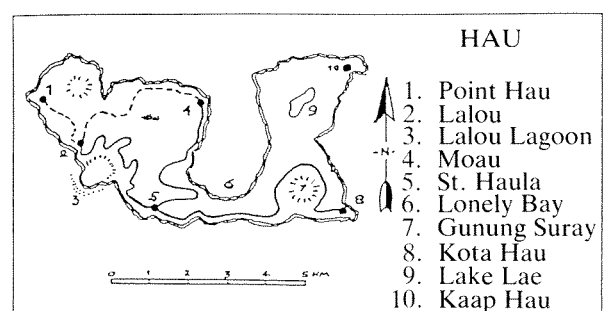 HAU
1. Point Hau
2. Lalou
3. Lalou Lagoon
4. Moau
5. St. Haula
6. Lonely Bay
7. Gunung Suray
8. Kota Hau
9. Lake Lae
10. Kaap Hau
-N-
10
1
4
9
2
3
5
6
7
8
0 1 2 3 4 5 KM